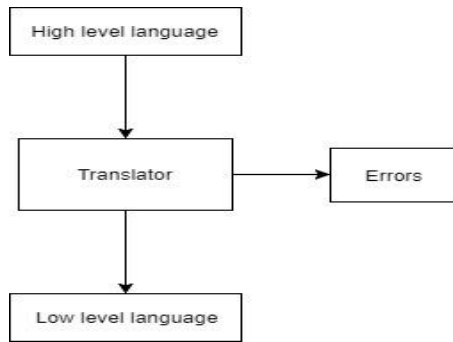 High level language
Translator
Errors
Low level language